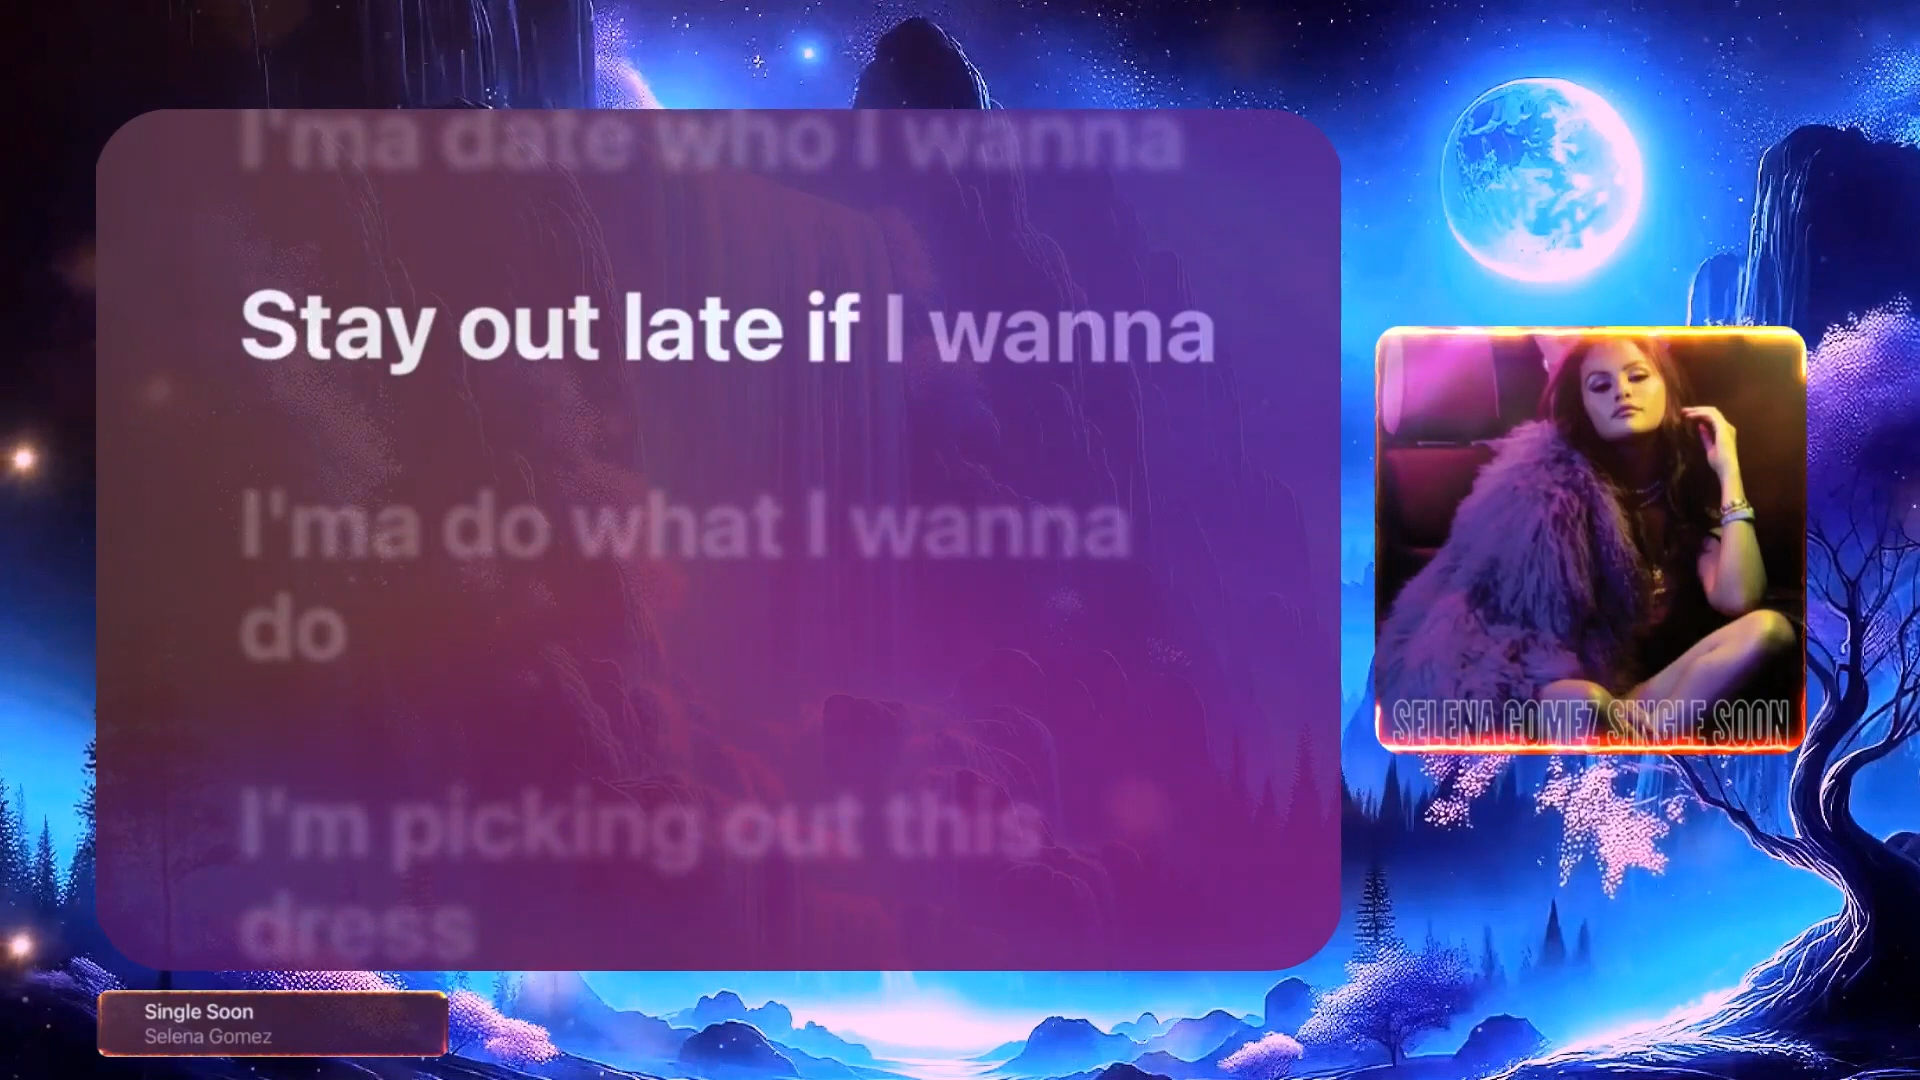 I'ma date who I wanna
Stay out late if I wanna
I'ma do what I wanna
do
I'm picking out this
dress
SELENA GOMEZ SINGLE SOON
Single Soon
Selena Gomez